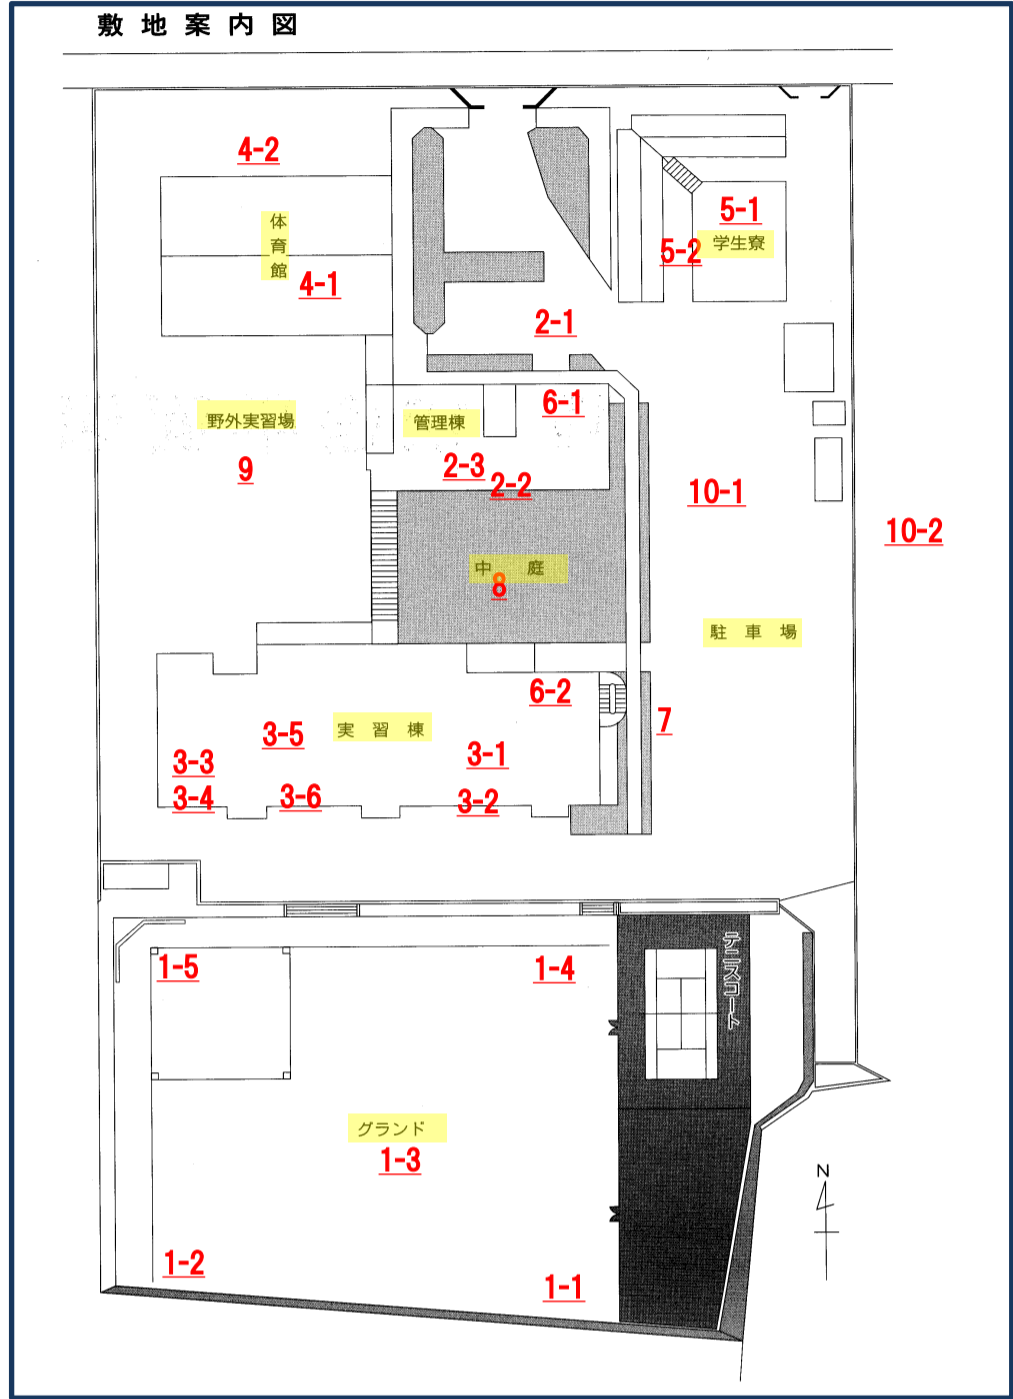 敷地案内図
4-2
体育館
4-1
5-1
学生寮
5-2
2-1
6-1
野外実習場
管理棟
9
2-3
2-2
10-1
10-2
中庭
8
駐車場
6-2
7
実習棟
3-5
3-1
3-3
3-4
3-6
3-2
テニスコート
1-5
1-4
グランド
1-3
N
1-2
1-1